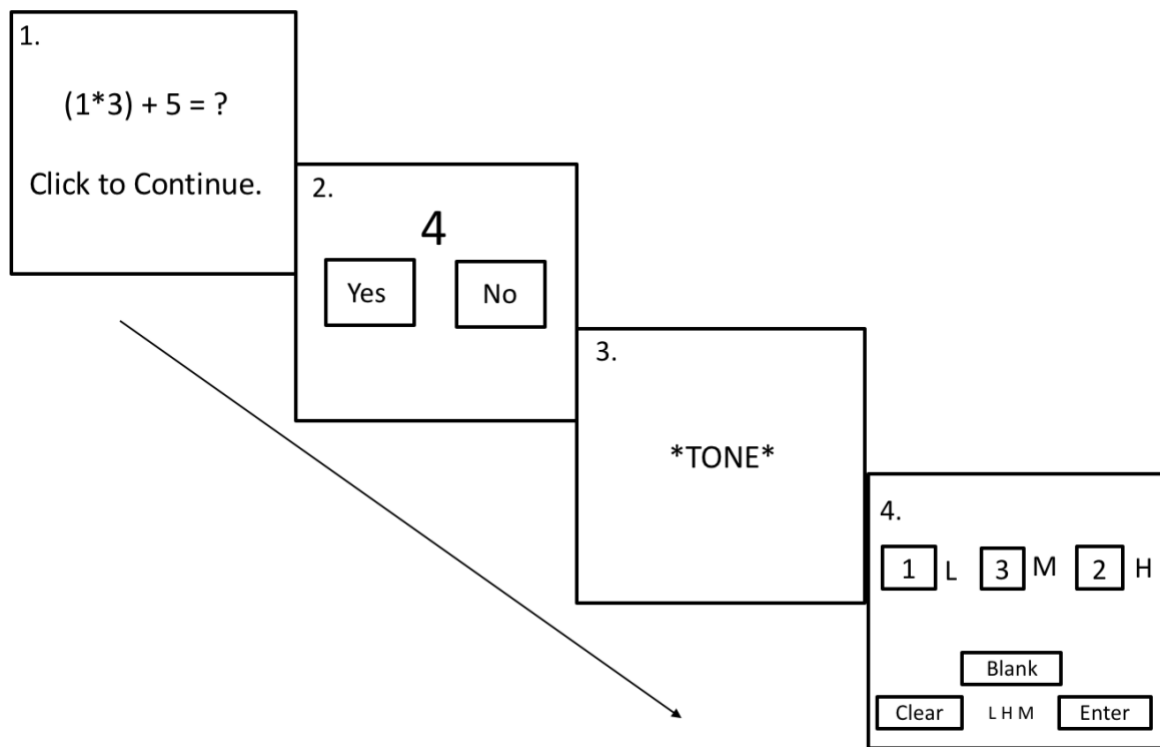 1.
(1*3) + 5 = ?
Click to Continue.
2.
4
Yes No
3.
*TONE*
4.
1 L 3 M 2 H
Blank
Clear L H M Enter